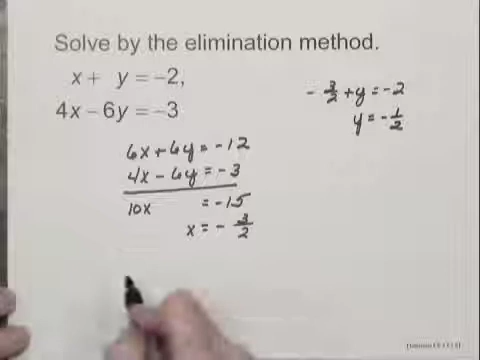 Solve by the elimination method.
x + y = −2,
4x − 6y = −3
6x + 6y = −12
4x − 6y = −3
10x = −15
x = − 3/2
− 3/2 + y = −2
y = − 1/2